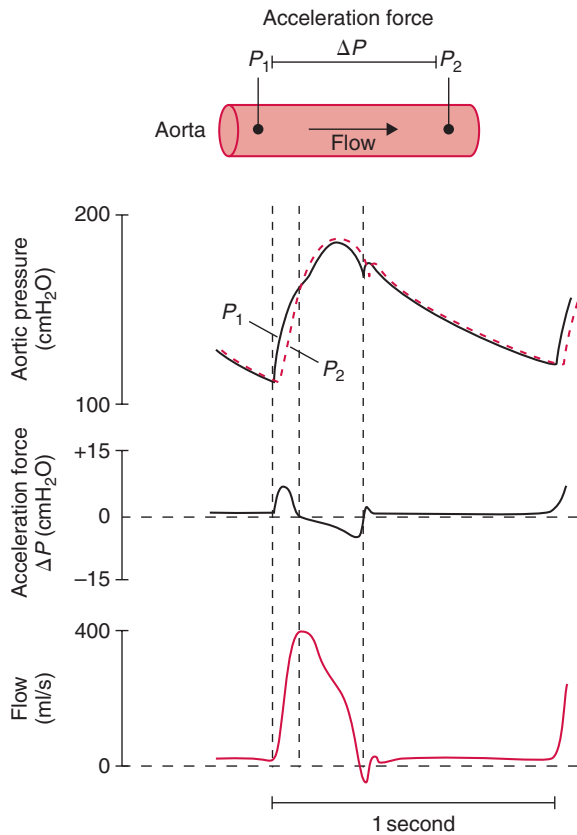 Acceleration force
ΔP
P₁
P₂
Aorta
Flow
200
Aortic pressure
(cmH₂O)
P₁
P₂
100
+15
Acceleration force
ΔP (cmH₂O)
0
−15
400
Flow
(ml/s)
0
1 second